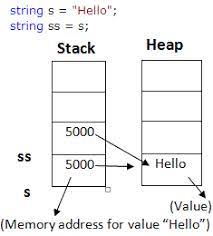 string s = "Hello";
string ss = s;
Stack
Heap
5000
ss
5000
Hello
s
(Value)
(Memory address for value “Hello”)